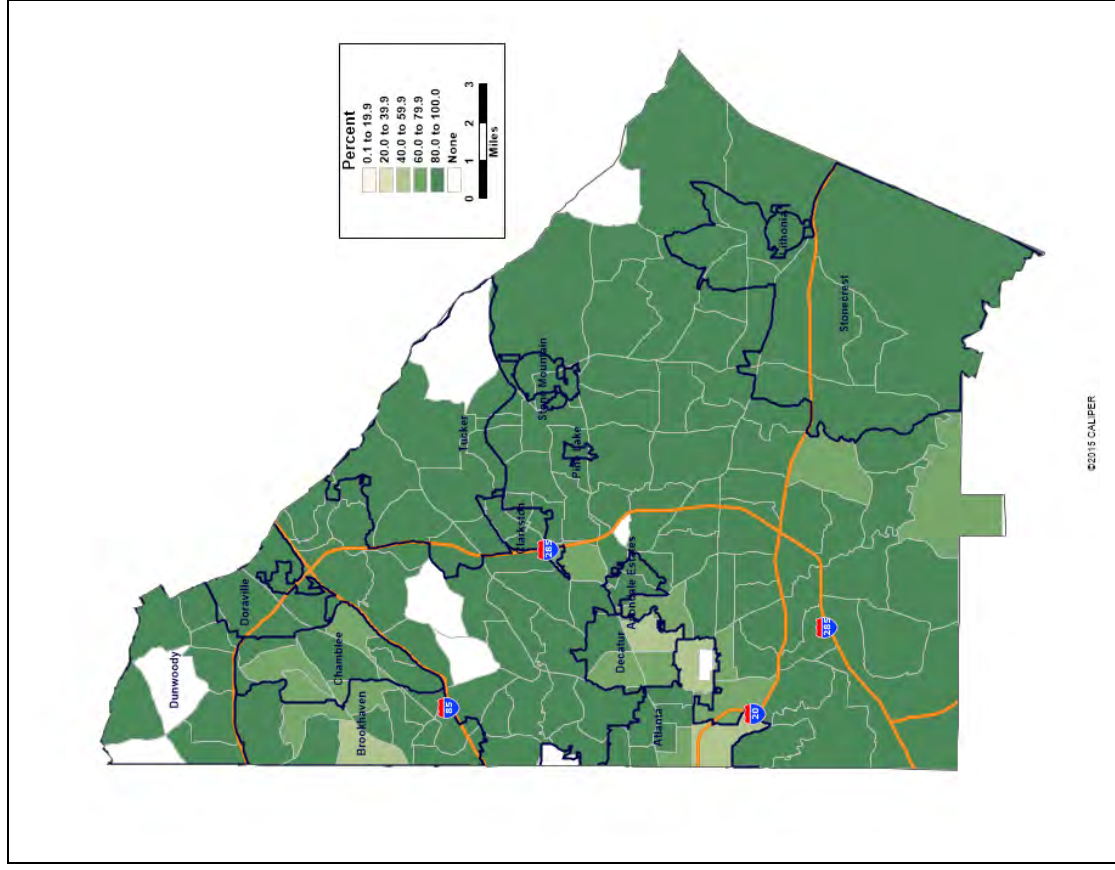 Percent
0.1 to 19.9
20.0 to 39.9
40.0 to 59.9
60.0 to 79.9
80.0 to 100.0
None
0 1 2 3
Miles
Dunwoody
Doraville
Chamblee
Brookhaven
85
Tucker
Clarkston
285
Stone Mountain
Pine Lake
Avondale Estates
Decatur
Atlanta
20
285
Lithonia
Stonecrest
©2015 CALIPER